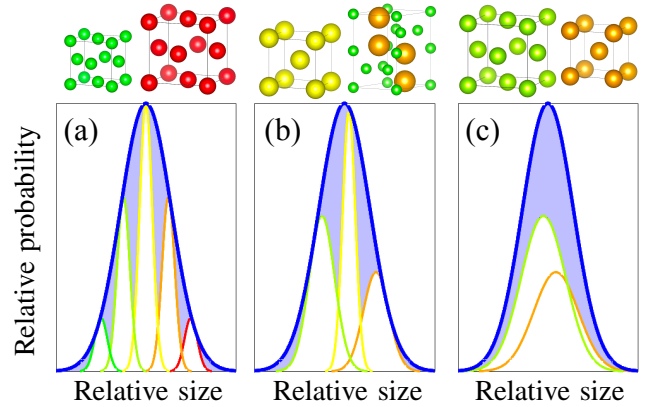 (a)
(b)
(c)
Relative probability
Relative size
Relative size
Relative size